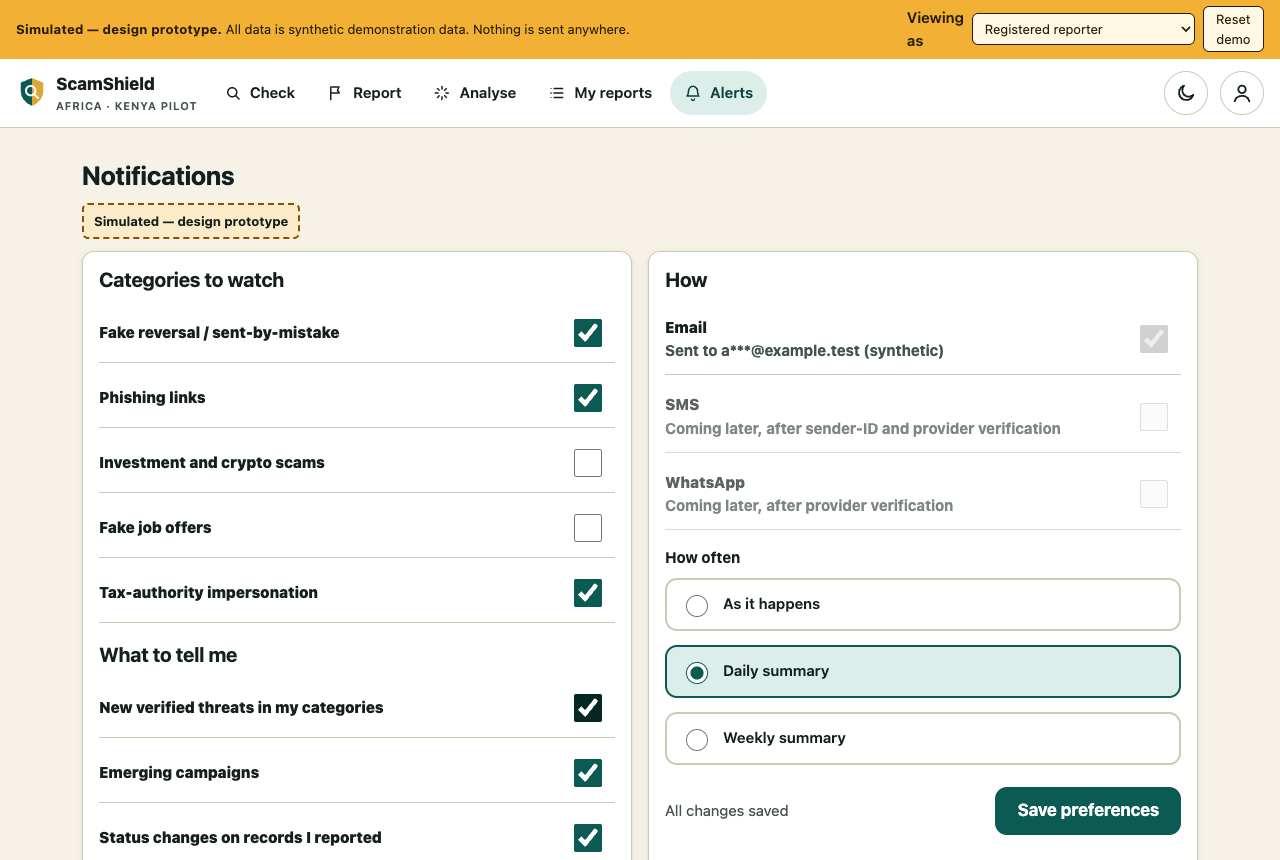 Simulated — design prototype. All data is synthetic demonstration data. Nothing is sent anywhere.
Viewing as
Registered reporter
Reset demo
ScamShield
AFRICA · KENYA PILOT
Check
Report
Analyse
My reports
Alerts
Notifications
Simulated — design prototype
Categories to watch
Fake reversal / sent-by-mistake
Phishing links
Investment and crypto scams
Fake job offers
Tax-authority impersonation
What to tell me
New verified threats in my categories
Emerging campaigns
Status changes on records I reported
How
Email
Sent to a***@example.test (synthetic)
SMS
Coming later, after sender-ID and provider verification
WhatsApp
Coming later, after provider verification
How often
As it happens
Daily summary
Weekly summary
All changes saved
Save preferences